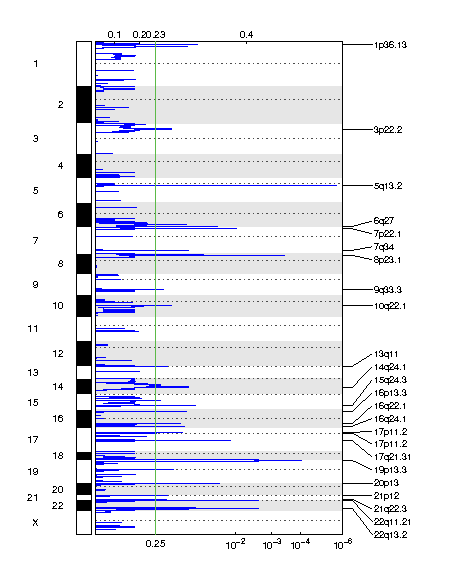 0.1 0.20 0.23 0.4
1
2
3
4
5
6
7
8
9
10
11
12
13
14
15
16
17
18
19
20
21
22
X
1p36.13
3p22.2
5q13.2
6q27
7p22.1
7q34
8p23.1
9q33.3
10q22.1
13q11
14q24.1
15q24.3
16p13.3
16q22.1
16q24.1
17p11.2
17p11.2
17q21.31
19p13.3
20p13
21p12
21q22.3
22q11.21
22q13.2
0.25 10⁻² 10⁻³ 10⁻⁴ 10⁻⁶